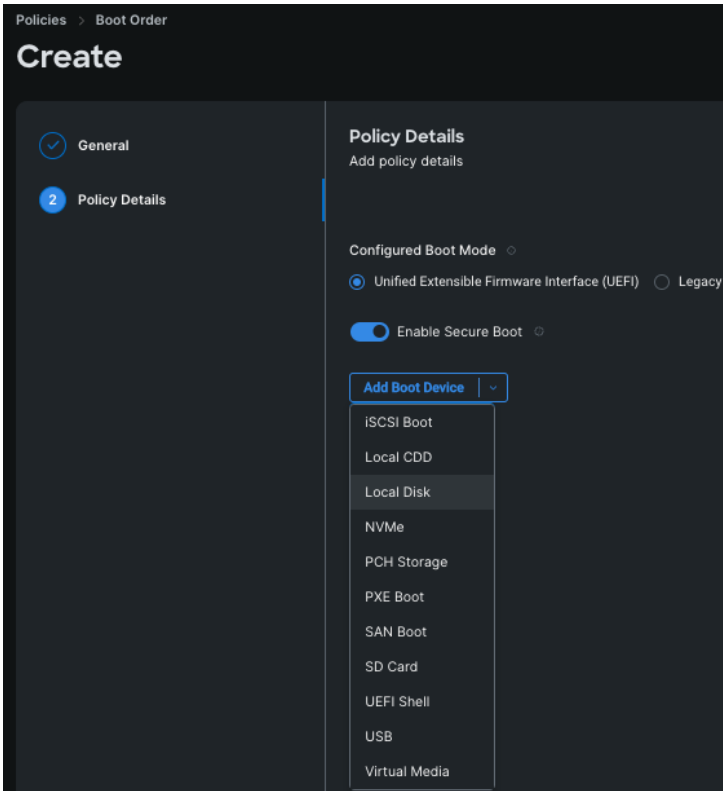 Policies > Boot Order
Create
General
2 Policy Details
Policy Details
Add policy details
Configured Boot Mode
Unified Extensible Firmware Interface (UEFI) Legacy
Enable Secure Boot
Add Boot Device
iSCSI Boot
Local CDD
Local Disk
NVMe
PCH Storage
PXE Boot
SAN Boot
SD Card
UEFI Shell
USB
Virtual Media